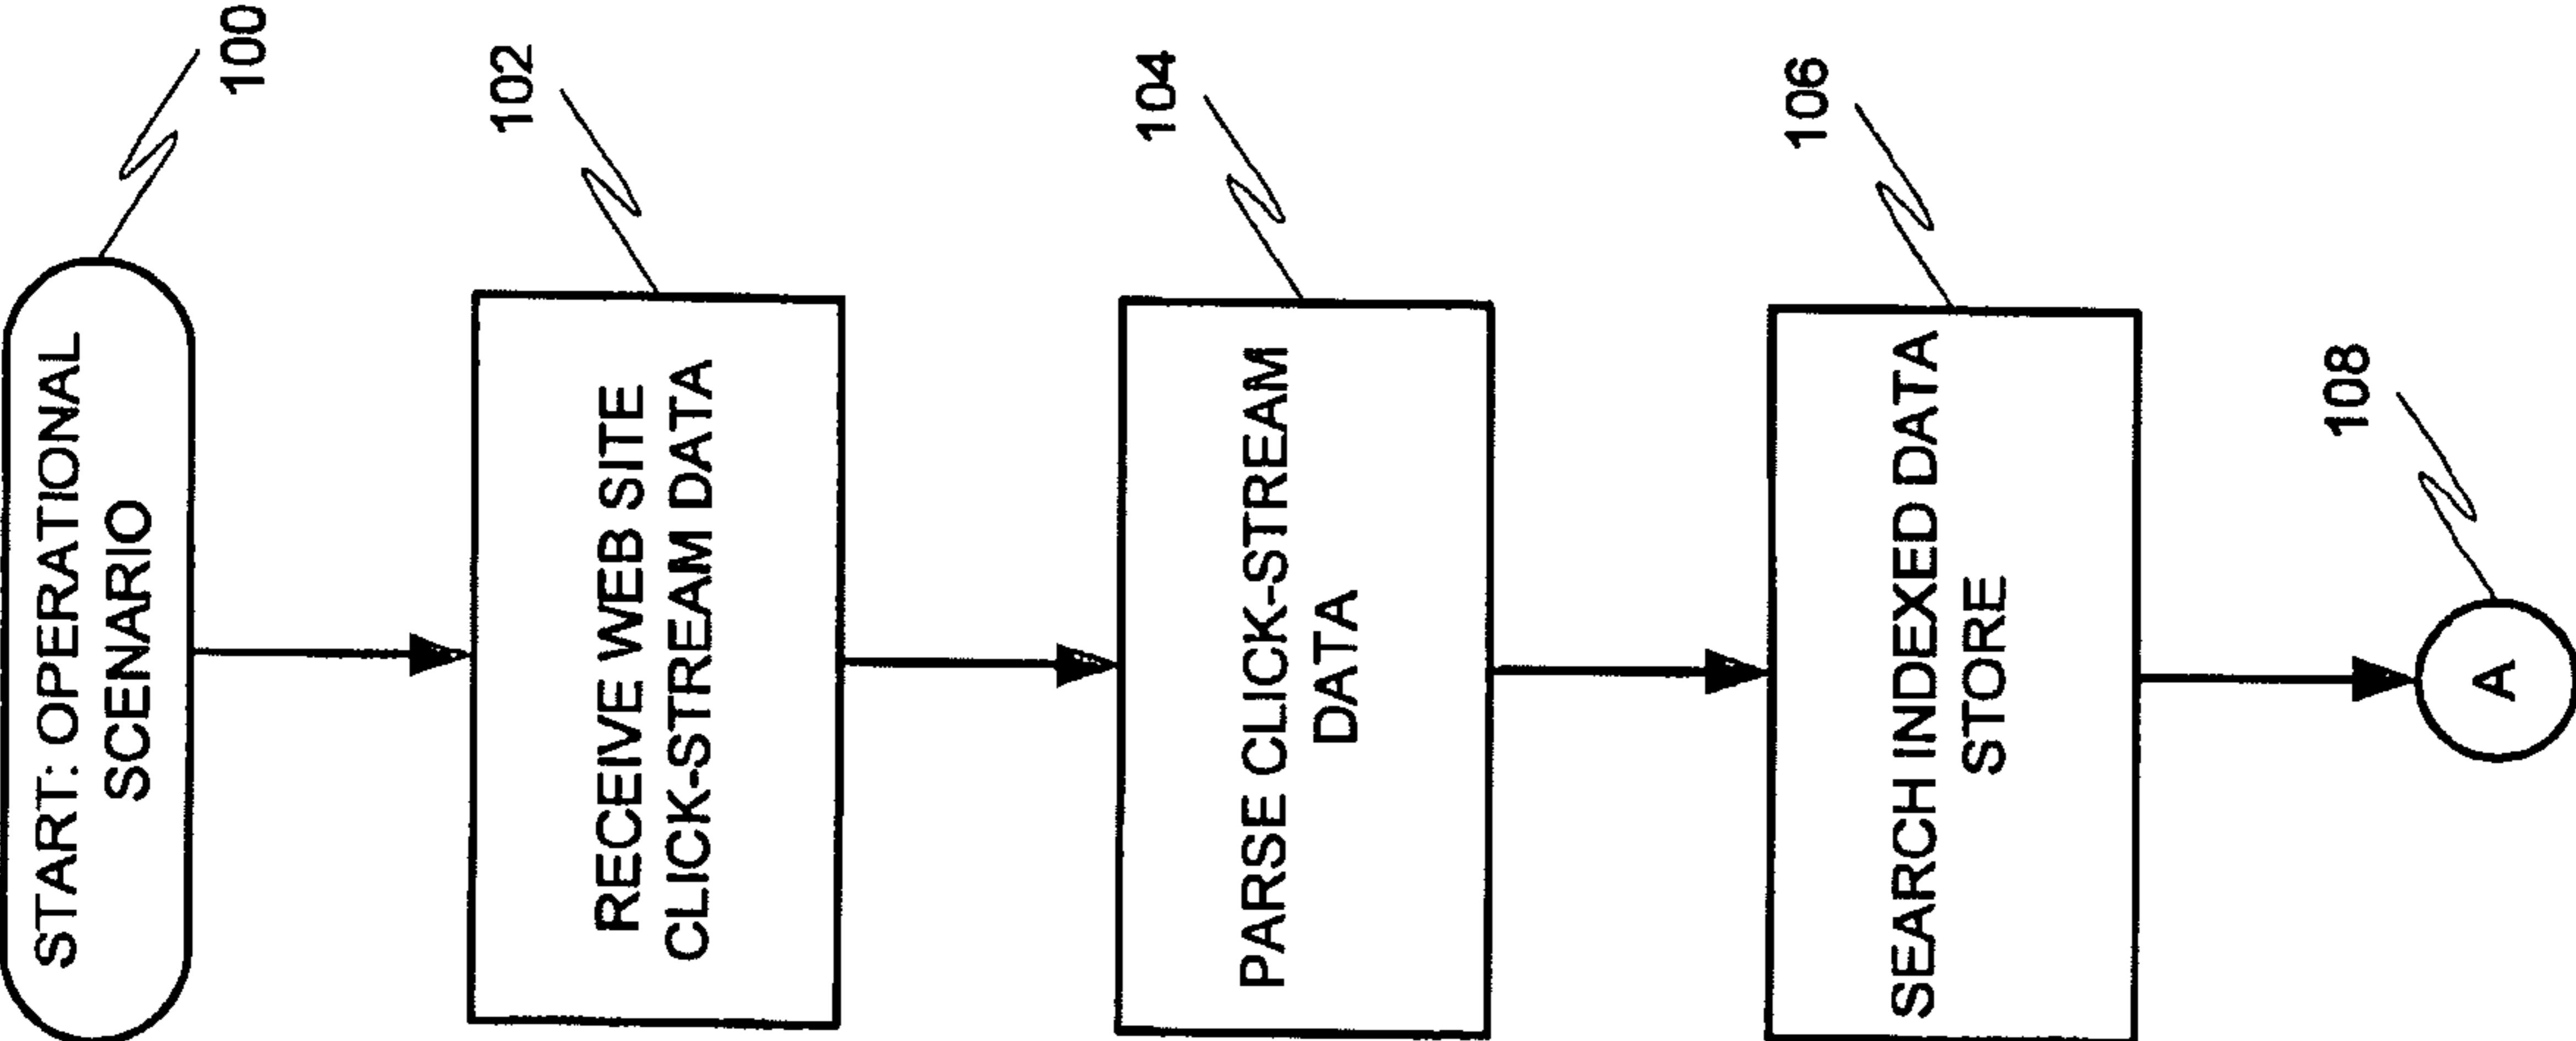 START: OPERATIONAL
SCENARIO
100
RECEIVE WEB SITE
CLICK-STREAM DATA
102
PARSE CLICK-STREAM
DATA
104
SEARCH INDEXED DATA
STORE
106
A
108